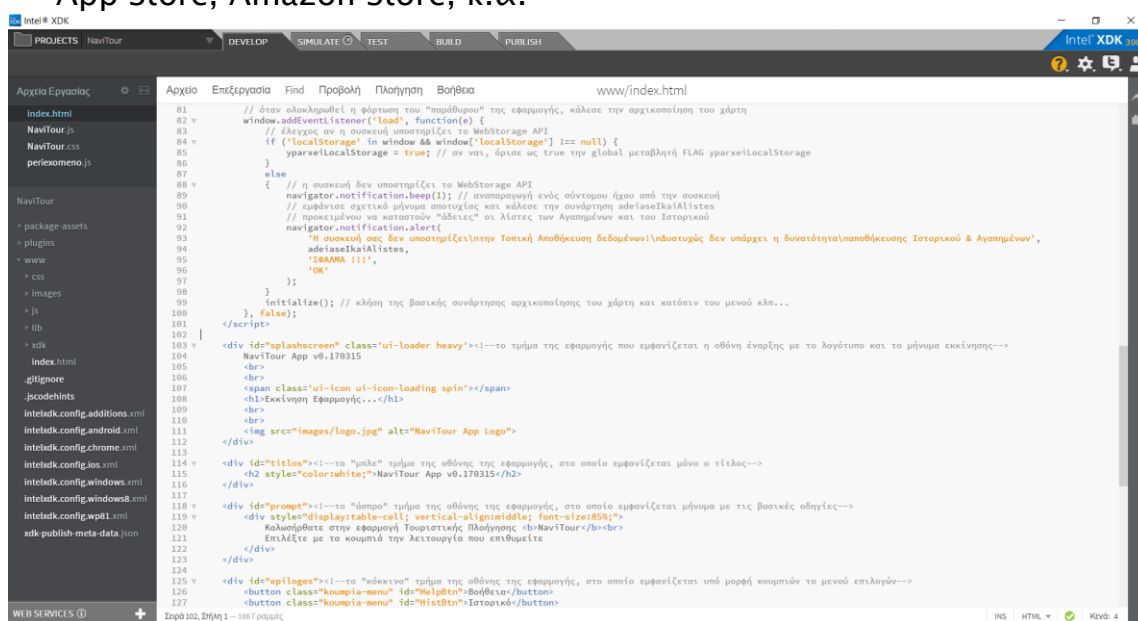 App Store, Amazon Store, κ.α.
Intel® XDK
PROJECTS NaviTour DEVELOP SIMULATE TEST BUILD PUBLISH Intel® XDK
Αρχεία Εργασίας
index.html
NaviTour.js
NaviTour.css
periexomeno.js
NaviTour
package-assets
plugins
www
css
images
js
lib
xdk
index.html
.gitignore
.jscodehints
intelxdk.config.additions.xml
intelxdk.config.android.xml
intelxdk.config.chrome.xml
intelxdk.config.ios.xml
intelxdk.config.windows.xml
intelxdk.config.windows8.xml
intelxdk.config.wp81.xml
xdk-publish-meta-data.json
WEB SERVICES
Αρχείο Επεξεργασία Find Προβολή Πλοήγηση Βοήθεια www/index.html
81 // όταν ολοκληρωθεί η φόρτωση του "παράθυρου" της εφαρμογής, κάλεσε την αρχικοποίηση του χάρτη
82 window.addEventListener('load', function(e) {
83 // έλεγχος αν η συσκευή υποστηρίζει το WebStorage API
84 if ('localStorage' in window && window['localStorage'] !== null) {
85 yparxeiLocalStorage = true; // αν ναι, όρισε ως true την global μεταβλητή FLAG yparxeiLocalStorage
86 }
87 else
88 { // η συσκευή δεν υποστηρίζει το WebStorage API
89 navigator.notification.beep(1); // αναπαραγωγή ενός σύντομου ήχου από την συσκευή
90 // εμφάνισε σχετικό μήνυμα αποτυχίας και κάλεσε την συνάρτηση adeiaseIkaiAlistes
91 // προκειμένου να καταστούν "άδειες" οι λίστες των Αγαπημένων και του Ιστορικού
92 navigator.notification.alert(
93 'Η συσκευή σας δεν υποστηρίζει\nτην Τοπική Αποθήκευση δεδομένων!\nΔυστυχώς δεν υπάρχει η δυνατότητα\nαποθήκευσης Ιστορικού & Αγαπημένων',
94 adeiaseIkaiAlistes,
95 'ΣΦΑΛΜΑ !!!',
96 'OK'
97 );
98 }
99 initialize(); // κλήση της βασικής συνάρτησης αρχικοποίησης του χάρτη και κατόπιν του μενού κλπ...
100 }, false);
101 </script>
102
103 <div id="splashscreen" class='ui-loader heavy'><!--το τμήμα της εφαρμογής που εμφανίζεται η οθόνη έναρξης με το λογότυπο και το μήνυμα εκκίνησης-->
104 NaviTour App v0.170315
105 <br>
106 <br>
107 <span class='ui-icon ui-icon-loading spin'></span>
108 <h1>Εκκίνηση Εφαρμογής...</h1>
109 <br>
110 <br>
111 <img src="images/logo.jpg" alt="NaviTour App Logo">
112 </div>
113
114 <div id="titlos"><!--το "μπλε" τμήμα της οθόνης της εφαρμογής, στο οποίο εμφανίζεται μόνο ο τίτλος-->
115 <h2 style="color:white;">NaviTour App v0.170315</h2>
116 </div>
117
118 <div id="prompt"><!--το "άσπρο" τμήμα της οθόνης της εφαρμογής, στο οποίο εμφανίζεται μήνυμα με τις βασικές οδηγίες-->
119 <div style="display:table-cell; vertical-align:middle; font-size:85%;">
120 Καλωσήρθατε στην εφαρμογή Τουριστικής Πλοήγησης <b>NaviTour</b><br>
121 Επιλέξτε με τα κουμπιά την λειτουργία που επιθυμείτε
122 </div>
123 </div>
124
125 <div id="epiloges"><!--το "κόκκινο" τμήμα της οθόνης της εφαρμογής, στο οποίο εμφανίζεται υπό μορφή κουμπιών το μενού επιλογών-->
126 <button class="koumpia-menu" id="HelpBtn">Βοήθεια</button>
127 <button class="koumpia-menu" id="HistBtn">Ιστορικό</button>
Σειρά 102, Στήλη 1 — 166 Γραμμές INS HTML Κενά: 4